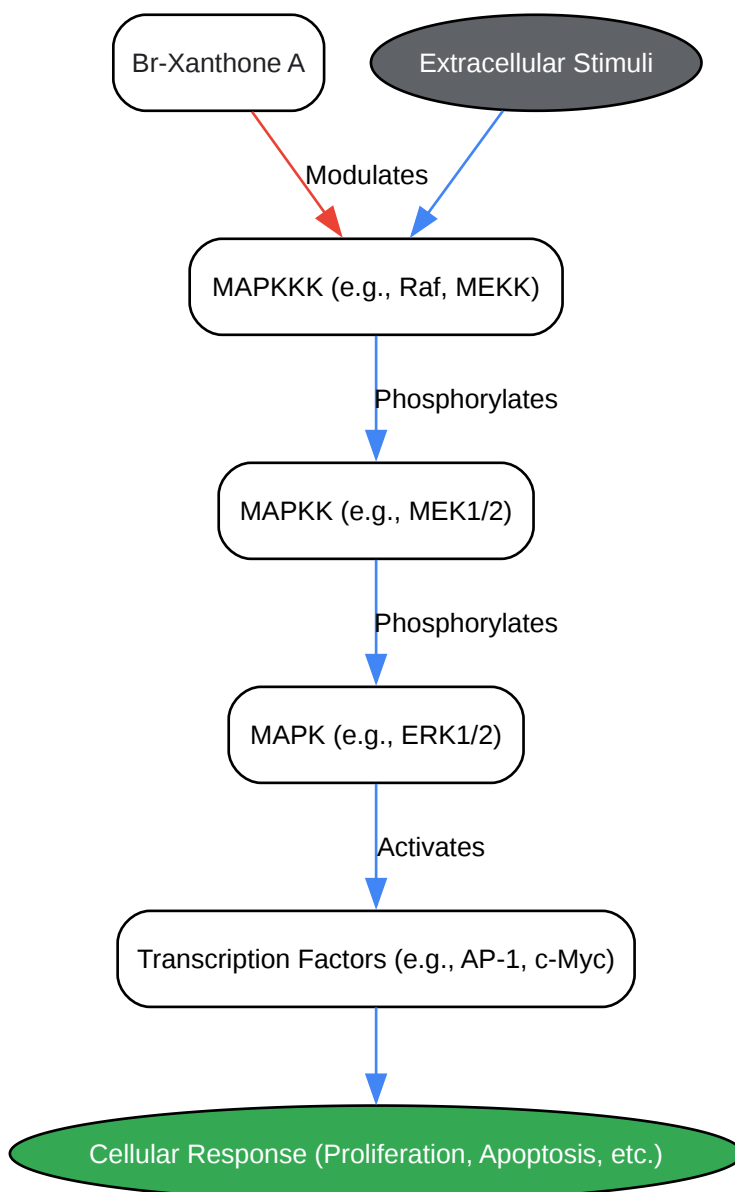 Br-Xanthone A
Extracellular Stimuli
Modulates
MAPKKK (e.g., Raf, MEKK)
Phosphorylates
MAPKK (e.g., MEK1/2)
Phosphorylates
MAPK (e.g., ERK1/2)
Activates
Transcription Factors (e.g., AP-1, c-Myc)
Cellular Response (Proliferation, Apoptosis, etc.)